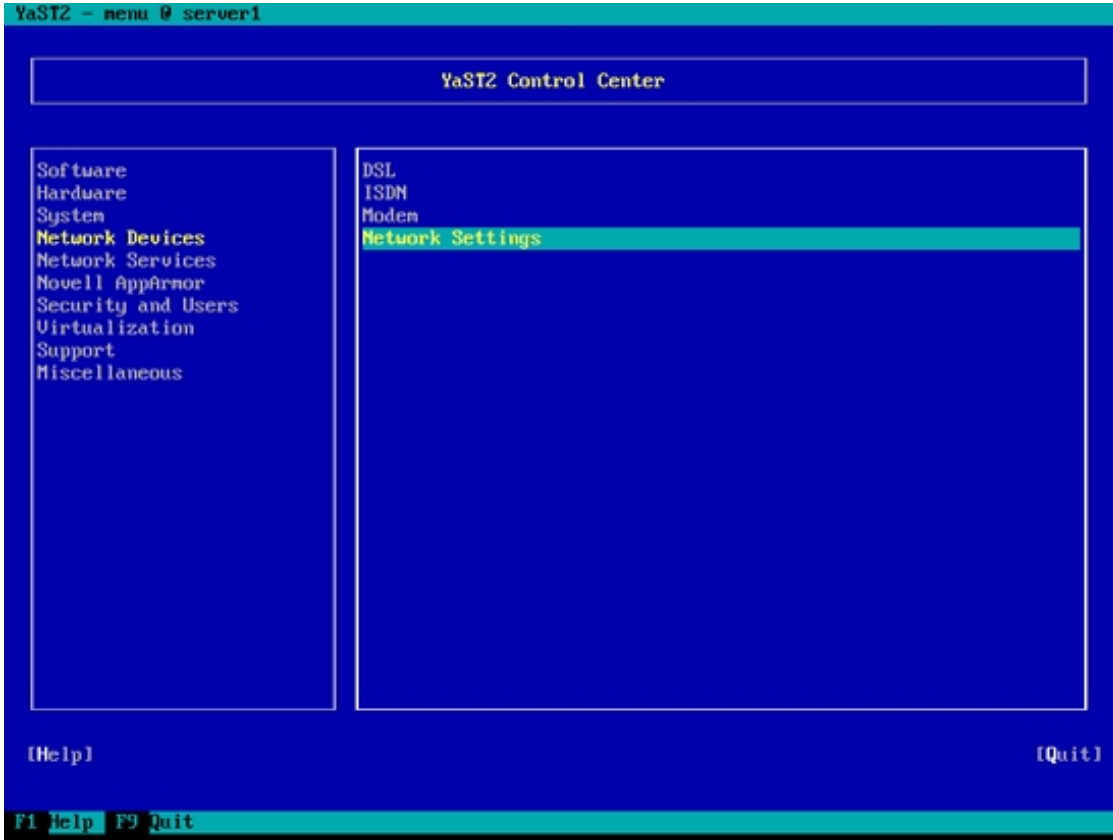 YaST2 - menu @ server1
YaST2 Control Center
Software
Hardware
System
Network Devices
Network Services
Novell AppArmor
Security and Users
Virtualization
Support
Miscellaneous
DSL
ISDN
Modem
Network Settings
[Help]
[Quit]
F1 Help F9 Quit